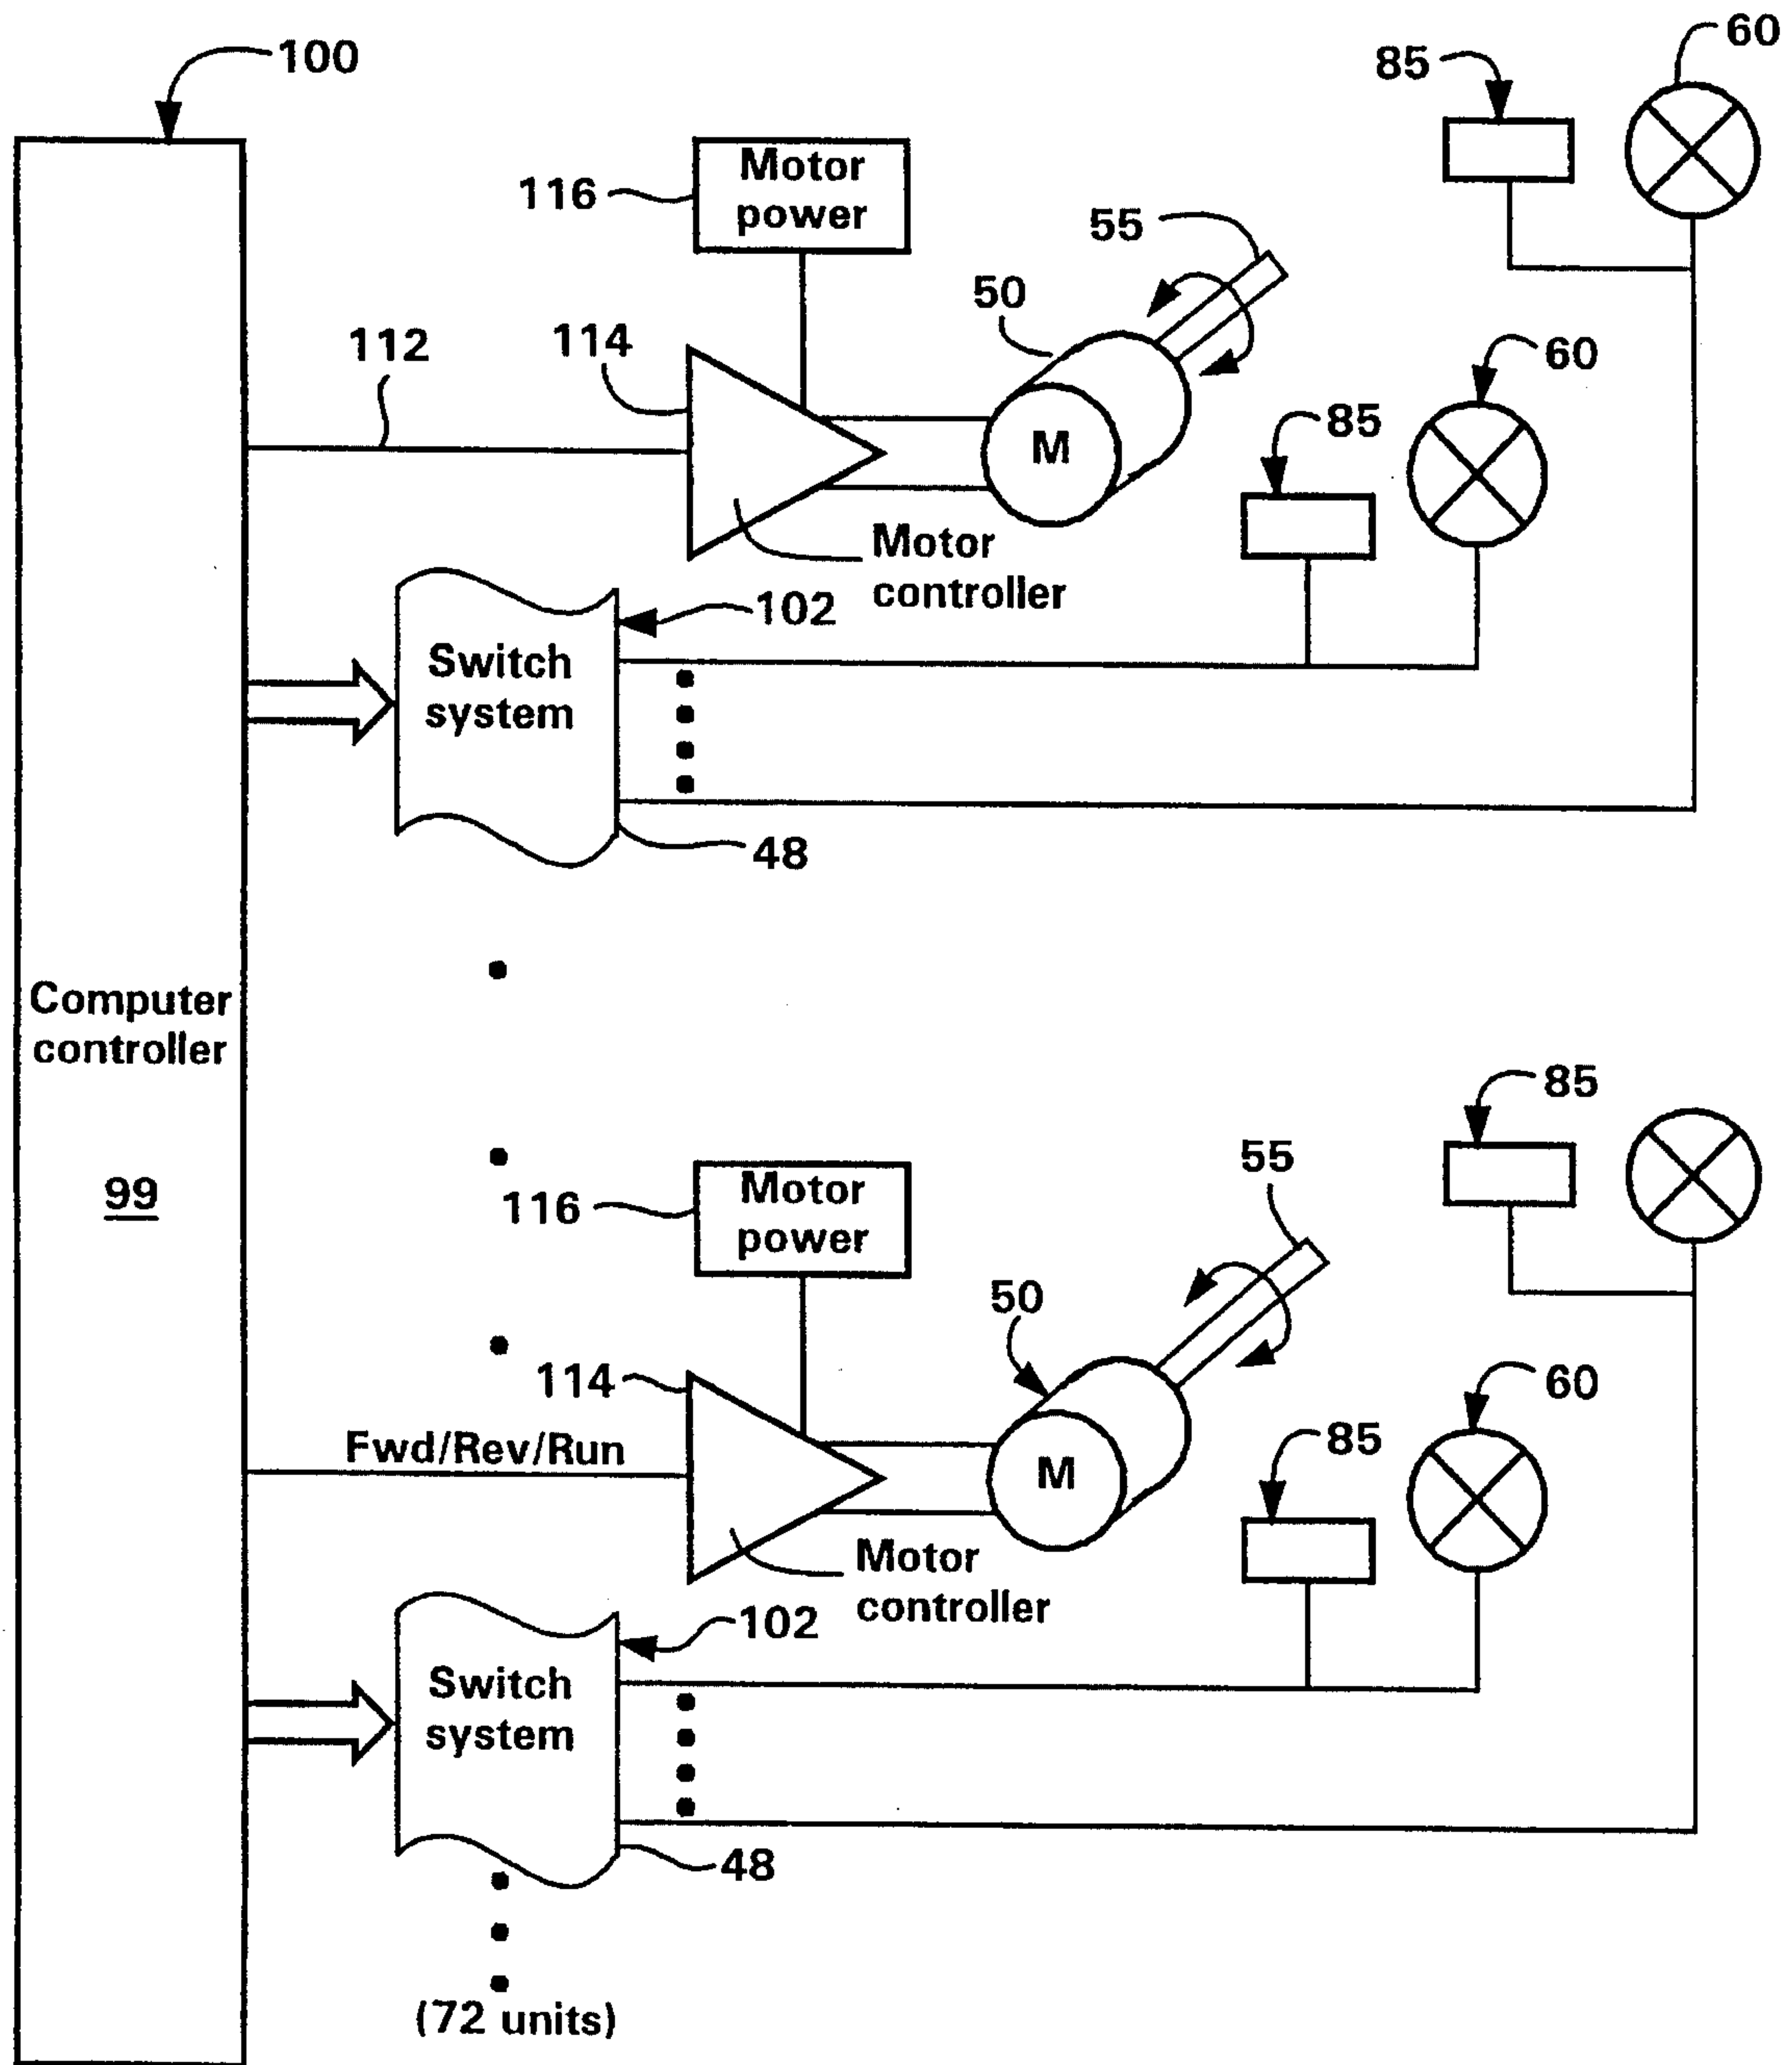 100
60
85
Motor
power
116
55
50
112
114
60
85
M
Motor
controller
102
Switch
system
48
Computer
controller
99
85
55
Motor
power
116
50
114
60
Fwd/Rev/Run
85
M
Motor
controller
102
Switch
system
48
(72 units)